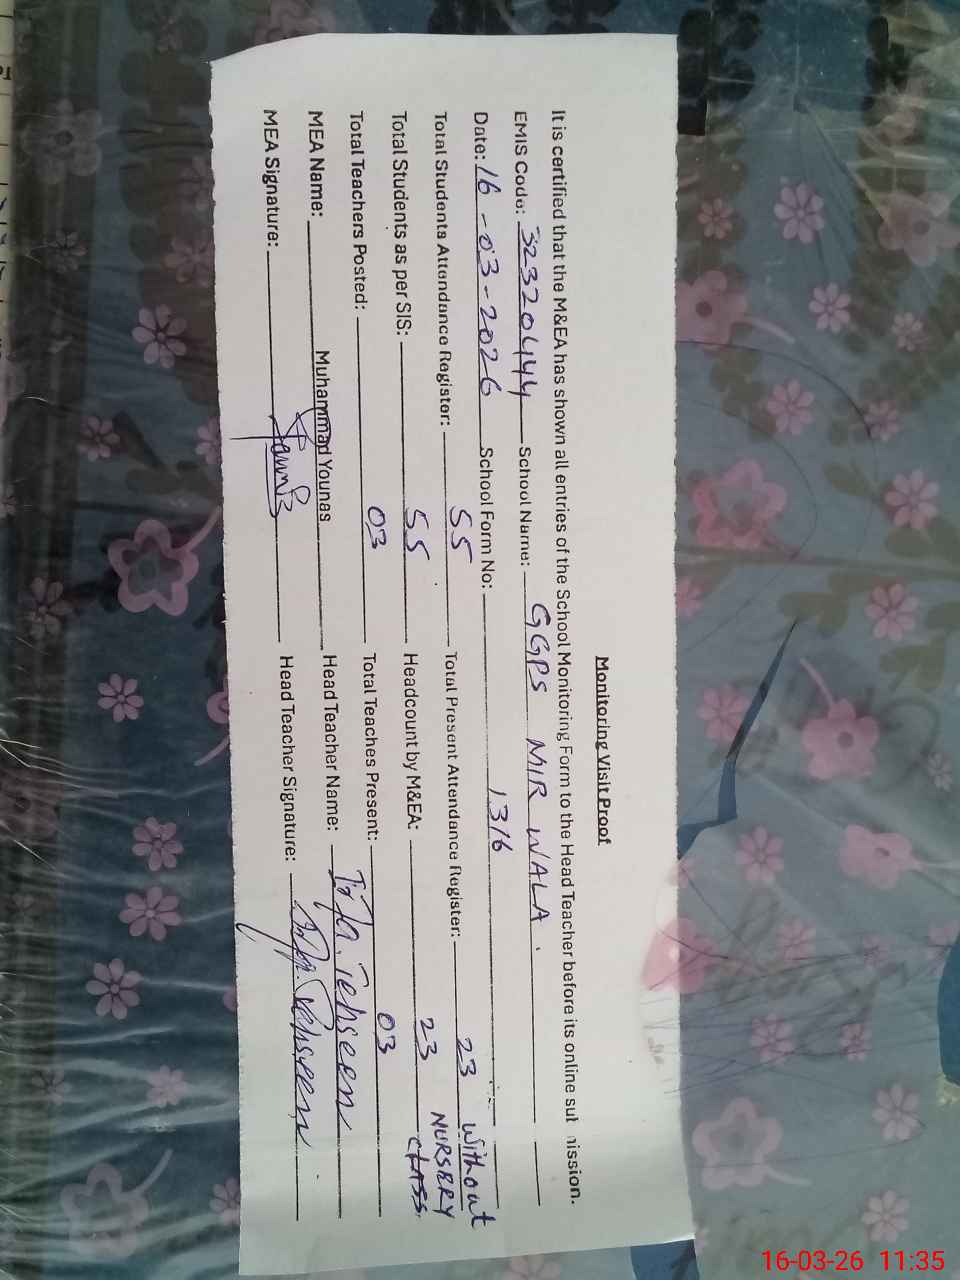 Monitoring Visit Proof
It is certified that the M&EA has shown all entries of the School Monitoring Form to the Head Teacher before its online submission.
EMIS Code: 32320444 School Name: GGPS MIR WALA.
Date: 16-03-2026 School Form No: 1316
Total Students Attendance Register: 55 Total Present Attendance Register: 23 without
Total Students as per SIS: 55 Headcount by M&EA: 23 NURSERY CLASS.
Total Teachers Posted: 03 Total Teaches Present: 03
MEA Name: Muhammad Younas Head Teacher Name: Tehseen
MEA Signature: Head Teacher Signature: Tehseen
16-03-26 11:35